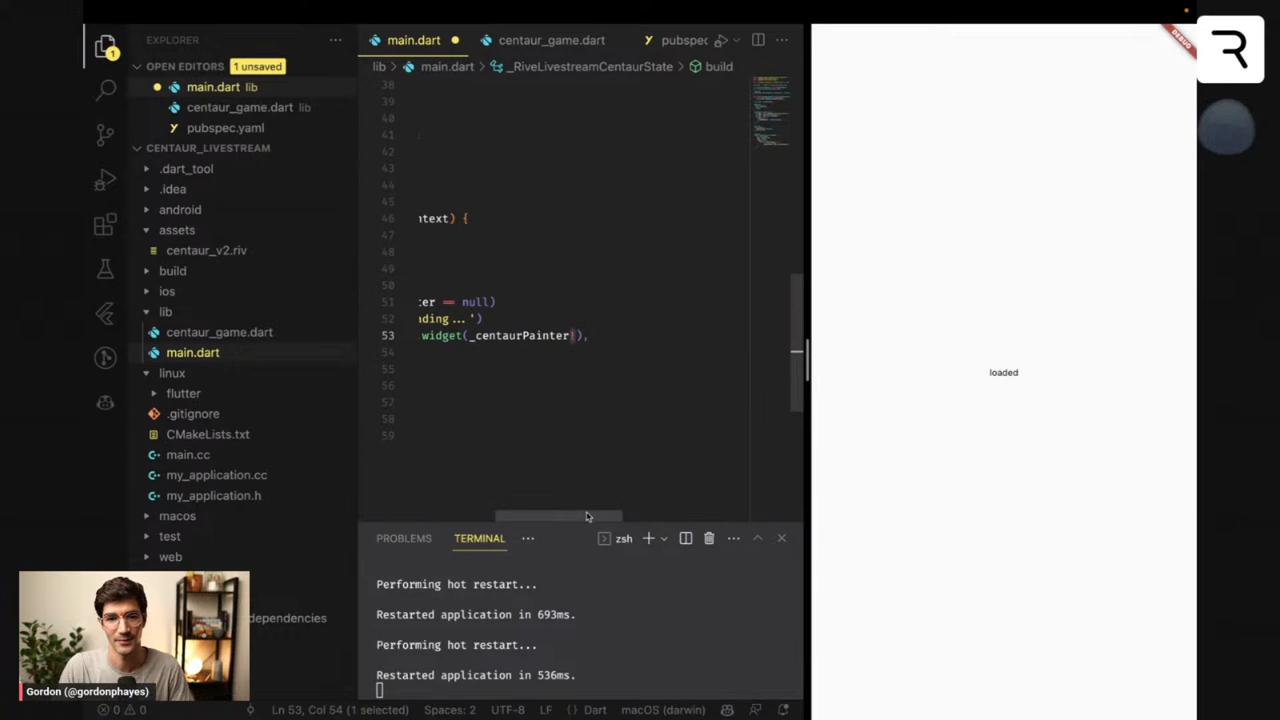 EXPLORER
OPEN EDITORS 1 unsaved
main.dart lib
centaur_game.dart lib
pubspec.yaml
CENTAUR_LIVESTREAM
.dart_tool
.idea
android
assets
centaur_v2.riv
build
ios
lib
centaur_game.dart
main.dart
linux
flutter
.gitignore
CMakeLists.txt
main.cc
my_application.cc
my_application.h
macos
test
web
dependencies
Gordon (@gordonphayes)
main.dart centaur_game.dart pubspec
lib main.dart _RiveLivestreamCentaurState build
38
39
40
41
42
43
44
45
46 ntext) {
47
48
49
50
51 ter == null)
52 ading...')
53 widget(_centaurPainter!),
54
55
56
57
58
59
PROBLEMS TERMINAL zsh
Performing hot restart...
Restarted application in 693ms.
Performing hot restart...
Restarted application in 536ms.
0 0 Ln 53, Col 54 (1 selected) Spaces: 2 UTF-8 LF {} Dart macOS (darwin)
DEBUG
loaded
R